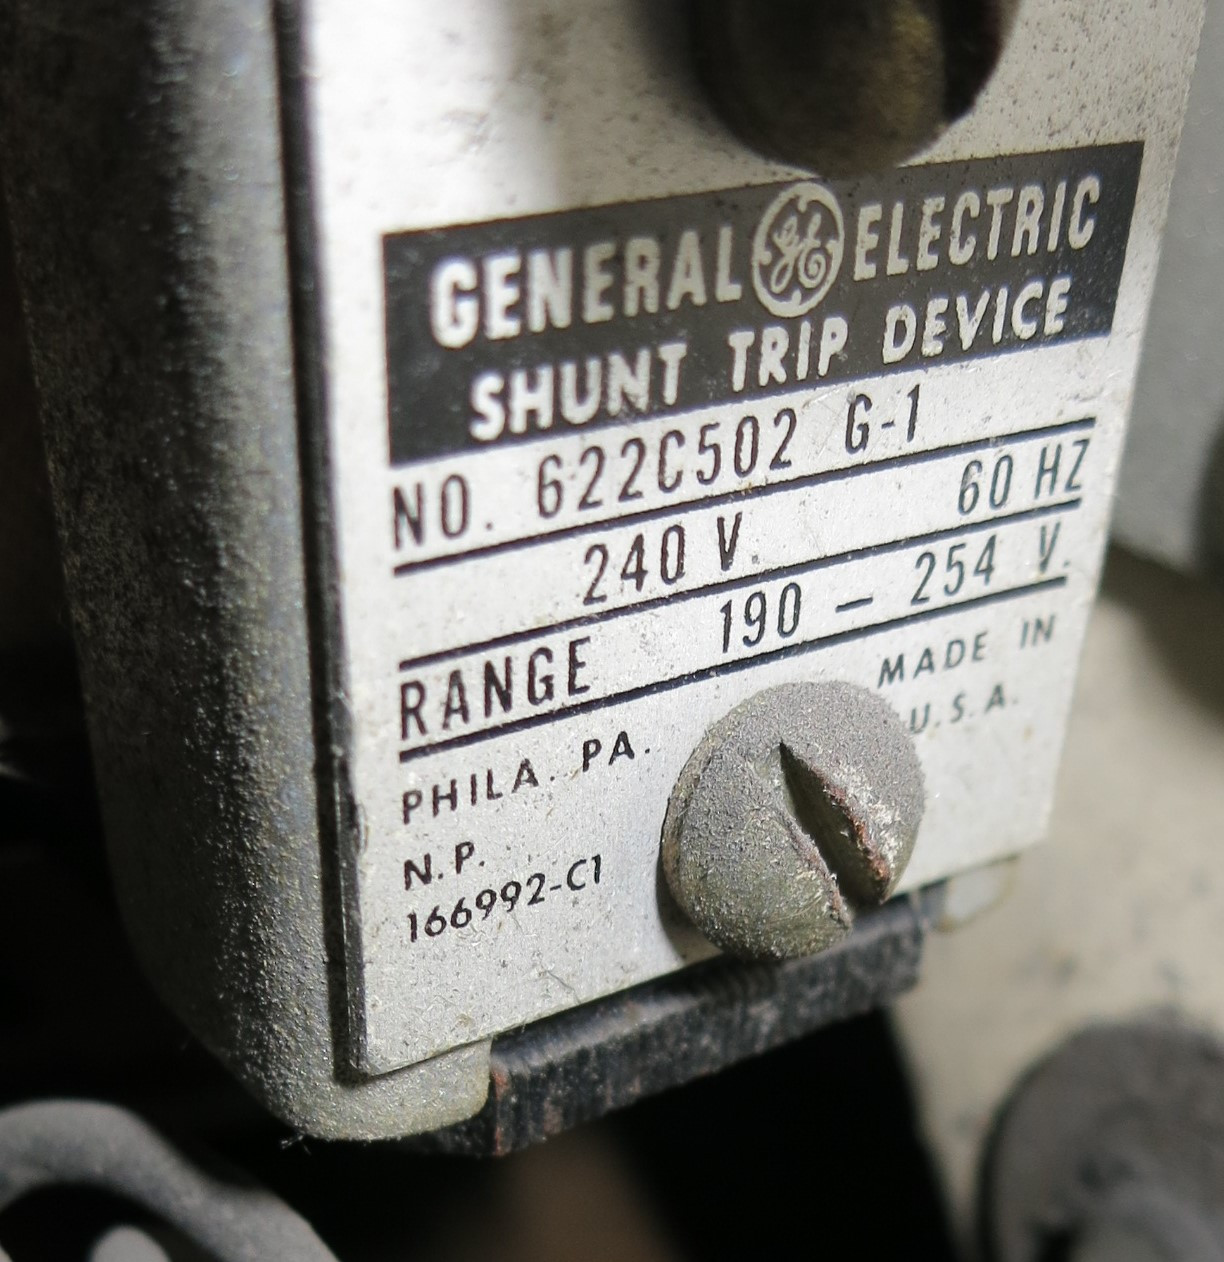 GENERAL GE ELECTRIC
SHUNT TRIP DEVICE
NO. 622C502 G-1
240 V. 60 HZ
RANGE 190 - 254 V.
PHILA. PA. MADE IN
U.S.A.
N.P.
166992-C1